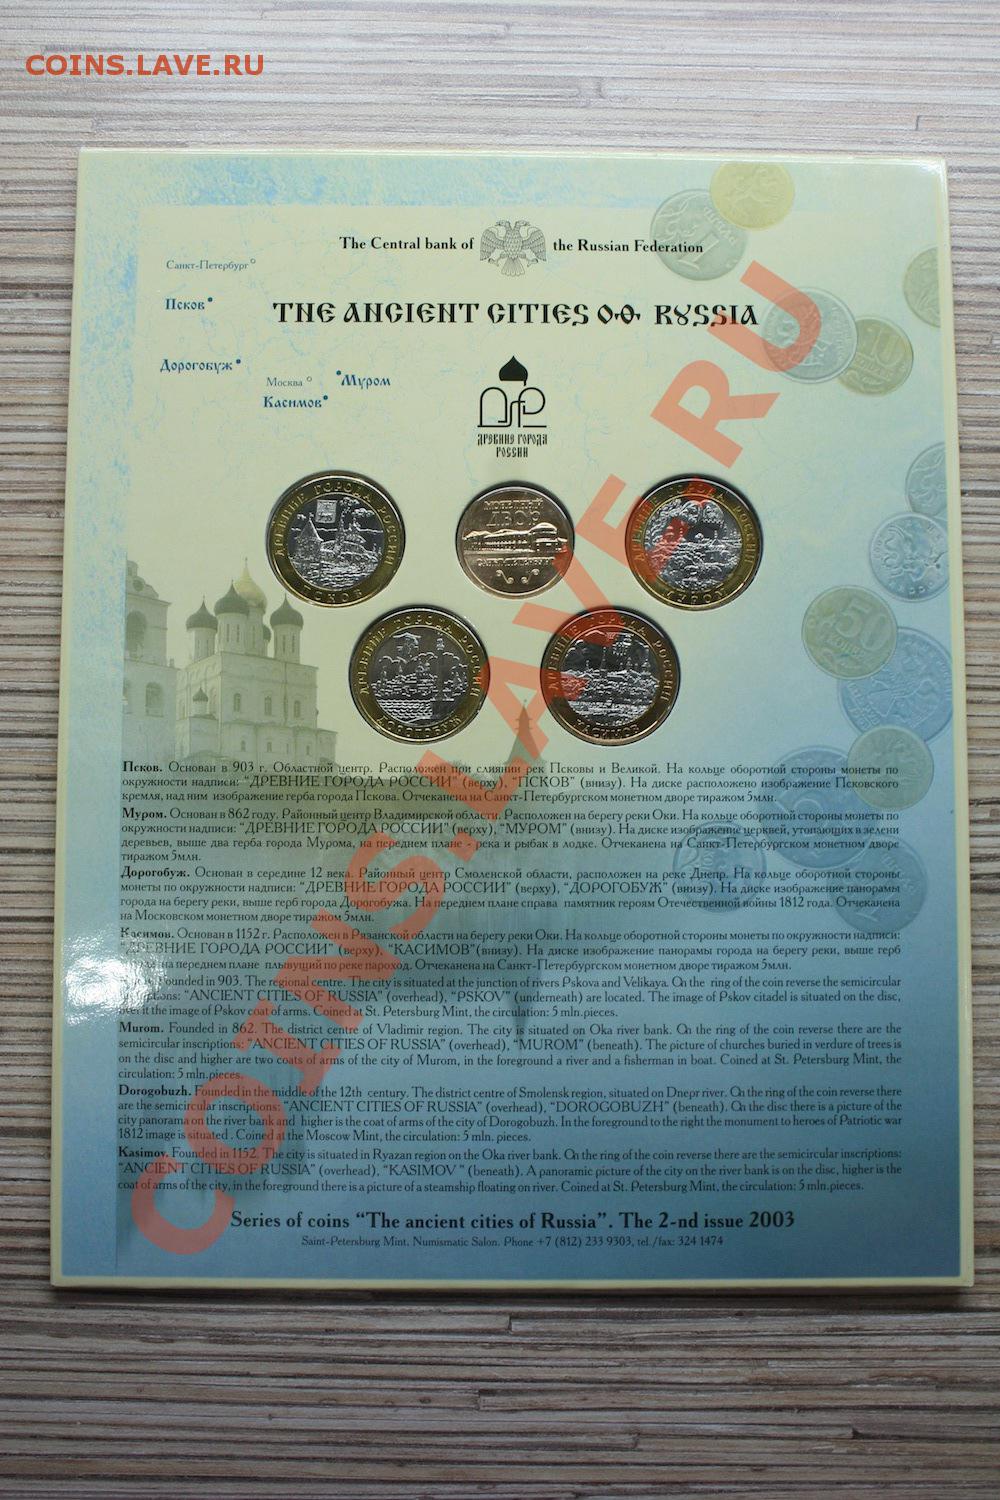 COINS.LAVE.RU
The Central bank of the Russian Federation
Санкт-Петербург
Псков
THE ANCIENT CITIES OF RUSSIA
Дорогобуж
Москва
Муром
Касимов
ДГР
ДРЕВНИЕ ГОРОДА
РОССИИ
ДРЕВНИЕ ГОРОДА РОССИИ
ПСКОВ
МОНЕТНЫЙ
ДВОР
САНКТ-ПЕТЕРБУРГ
ДРЕВНИЕ ГОРОДА РОССИИ
МУРОМ
ДРЕВНИЕ ГОРОДА РОССИИ
ДОРОГОБУЖ
ДРЕВНИЕ ГОРОДА РОССИИ
КАСИМОВ
Псков. Основан в 903 г. Областной центр. Расположен при слиянии рек Псковы и Великой. На кольце оборотной стороны монеты по
окружности надписи: "ДРЕВНИЕ ГОРОДА РОССИИ" (верху), "ПСКОВ" (внизу). На диске расположено изображение Псковского
кремля, над ним изображение герба города Пскова. Отчеканена на Санкт-Петербургском монетном дворе тиражом 5млн.
Муром. Основан в 862 году. Районный центр Владимирской области. Расположен на берегу реки Оки. На кольце оборотной стороны монеты по
окружности надписи: "ДРЕВНИЕ ГОРОДА РОССИИ" (верху), "МУРОМ" (внизу). На диске изображение церквей, утопающих в зелени
деревьев, выше два герба города Мурома, на переднем плане - река и рыбак в лодке. Отчеканена на Санкт-Петербургском монетном дворе
тиражом 5млн.
Дорогобуж. Основан в середине 12 века. Районный центр Смоленской области, расположен на реке Днепр. На кольце оборотной стороны
монеты по окружности надписи: "ДРЕВНИЕ ГОРОДА РОССИИ" (верху), "ДОРОГОБУЖ" (внизу). На диске изображение панорамы
города на берегу реки, выше герб города Дорогобужа. На переднем плане справа памятник героям Отечественной войны 1812 года. Отчеканена
на Московском монетном дворе тиражом 5млн.
Касимов. Основан в 1152 г. Расположен в Рязанской области на берегу реки Оки. На кольце оборотной стороны монеты по окружности надписи:
"ДРЕВНИЕ ГОРОДА РОССИИ" (верху), "КАСИМОВ"(внизу). На диске изображение панорамы города на берегу реки, выше герб
на переднем плане плывущий по реке пароход. Отчеканена на Санкт-Петербургском монетном дворе тиражом 5млн.
Founded in 903. The regional centre. The city is situated at the junction of rivers Pskova and Velikaya. On the ring of the coin reverse the semicircular
"ANCIENT CITIES OF RUSSIA" (overhead), "PSKOV" (underneath) are located. The image of Pskov citadel is situated on the disc,
over it the image of Pskov coat of arms. Coined at St. Petersburg Mint, the circulation: 5 mln.pieces.
Murom. Founded in 862. The district centre of Vladimir region. The city is situated on Oka river bank. On the ring of the coin reverse there are the
semicircular inscriptions: "ANCIENT CITIES OF RUSSIA" (overhead), "MUROM" (beneath). The picture of churches buried in verdure of trees is
on the disc and higher are two coats of arms of the city of Murom, in the foreground a river and a fisherman in boat. Coined at St. Petersburg Mint, the
circulation: 5 mln.pieces.
Dorogobuzh. Founded in the middle of the 12th century. The district centre of Smolensk region, situated on Dnepr river. On the ring of the coin reverse there
are the semicircular inscriptions: "ANCIENT CITIES OF RUSSIA" (overhead), "DOROGOBUZH" (beneath). On the disc there is a picture of the
city panorama on the river bank and higher is the coat of arms of the city of Dorogobuzh. In the foreground to the right the monument to heroes of Patriotic war
1812 image is situated . Coined at the Moscow Mint, the circulation: 5 mln. pieces.
Kasimov. Founded in 1152. The city is situated in Ryazan region on the Oka river bank. On the ring of the coin reverse there are the semicircular inscriptions:
"ANCIENT CITIES OF RUSSIA" (overhead), "KASIMOV " (beneath). A panoramic picture of the city on the river bank is on the disc, higher is the
coat of arms of the city, in the foreground there is a picture of a steamship floating on river. Coined at St. Petersburg Mint, the circulation: 5 mln.pieces.
Series of coins "The ancient cities of Russia". The 2-nd issue 2003
Saint-Petersburg Mint. Numismatic Salon. Phone +7 (812) 233 9303, tel./fax: 324 1474
COINS.LAVE.RU